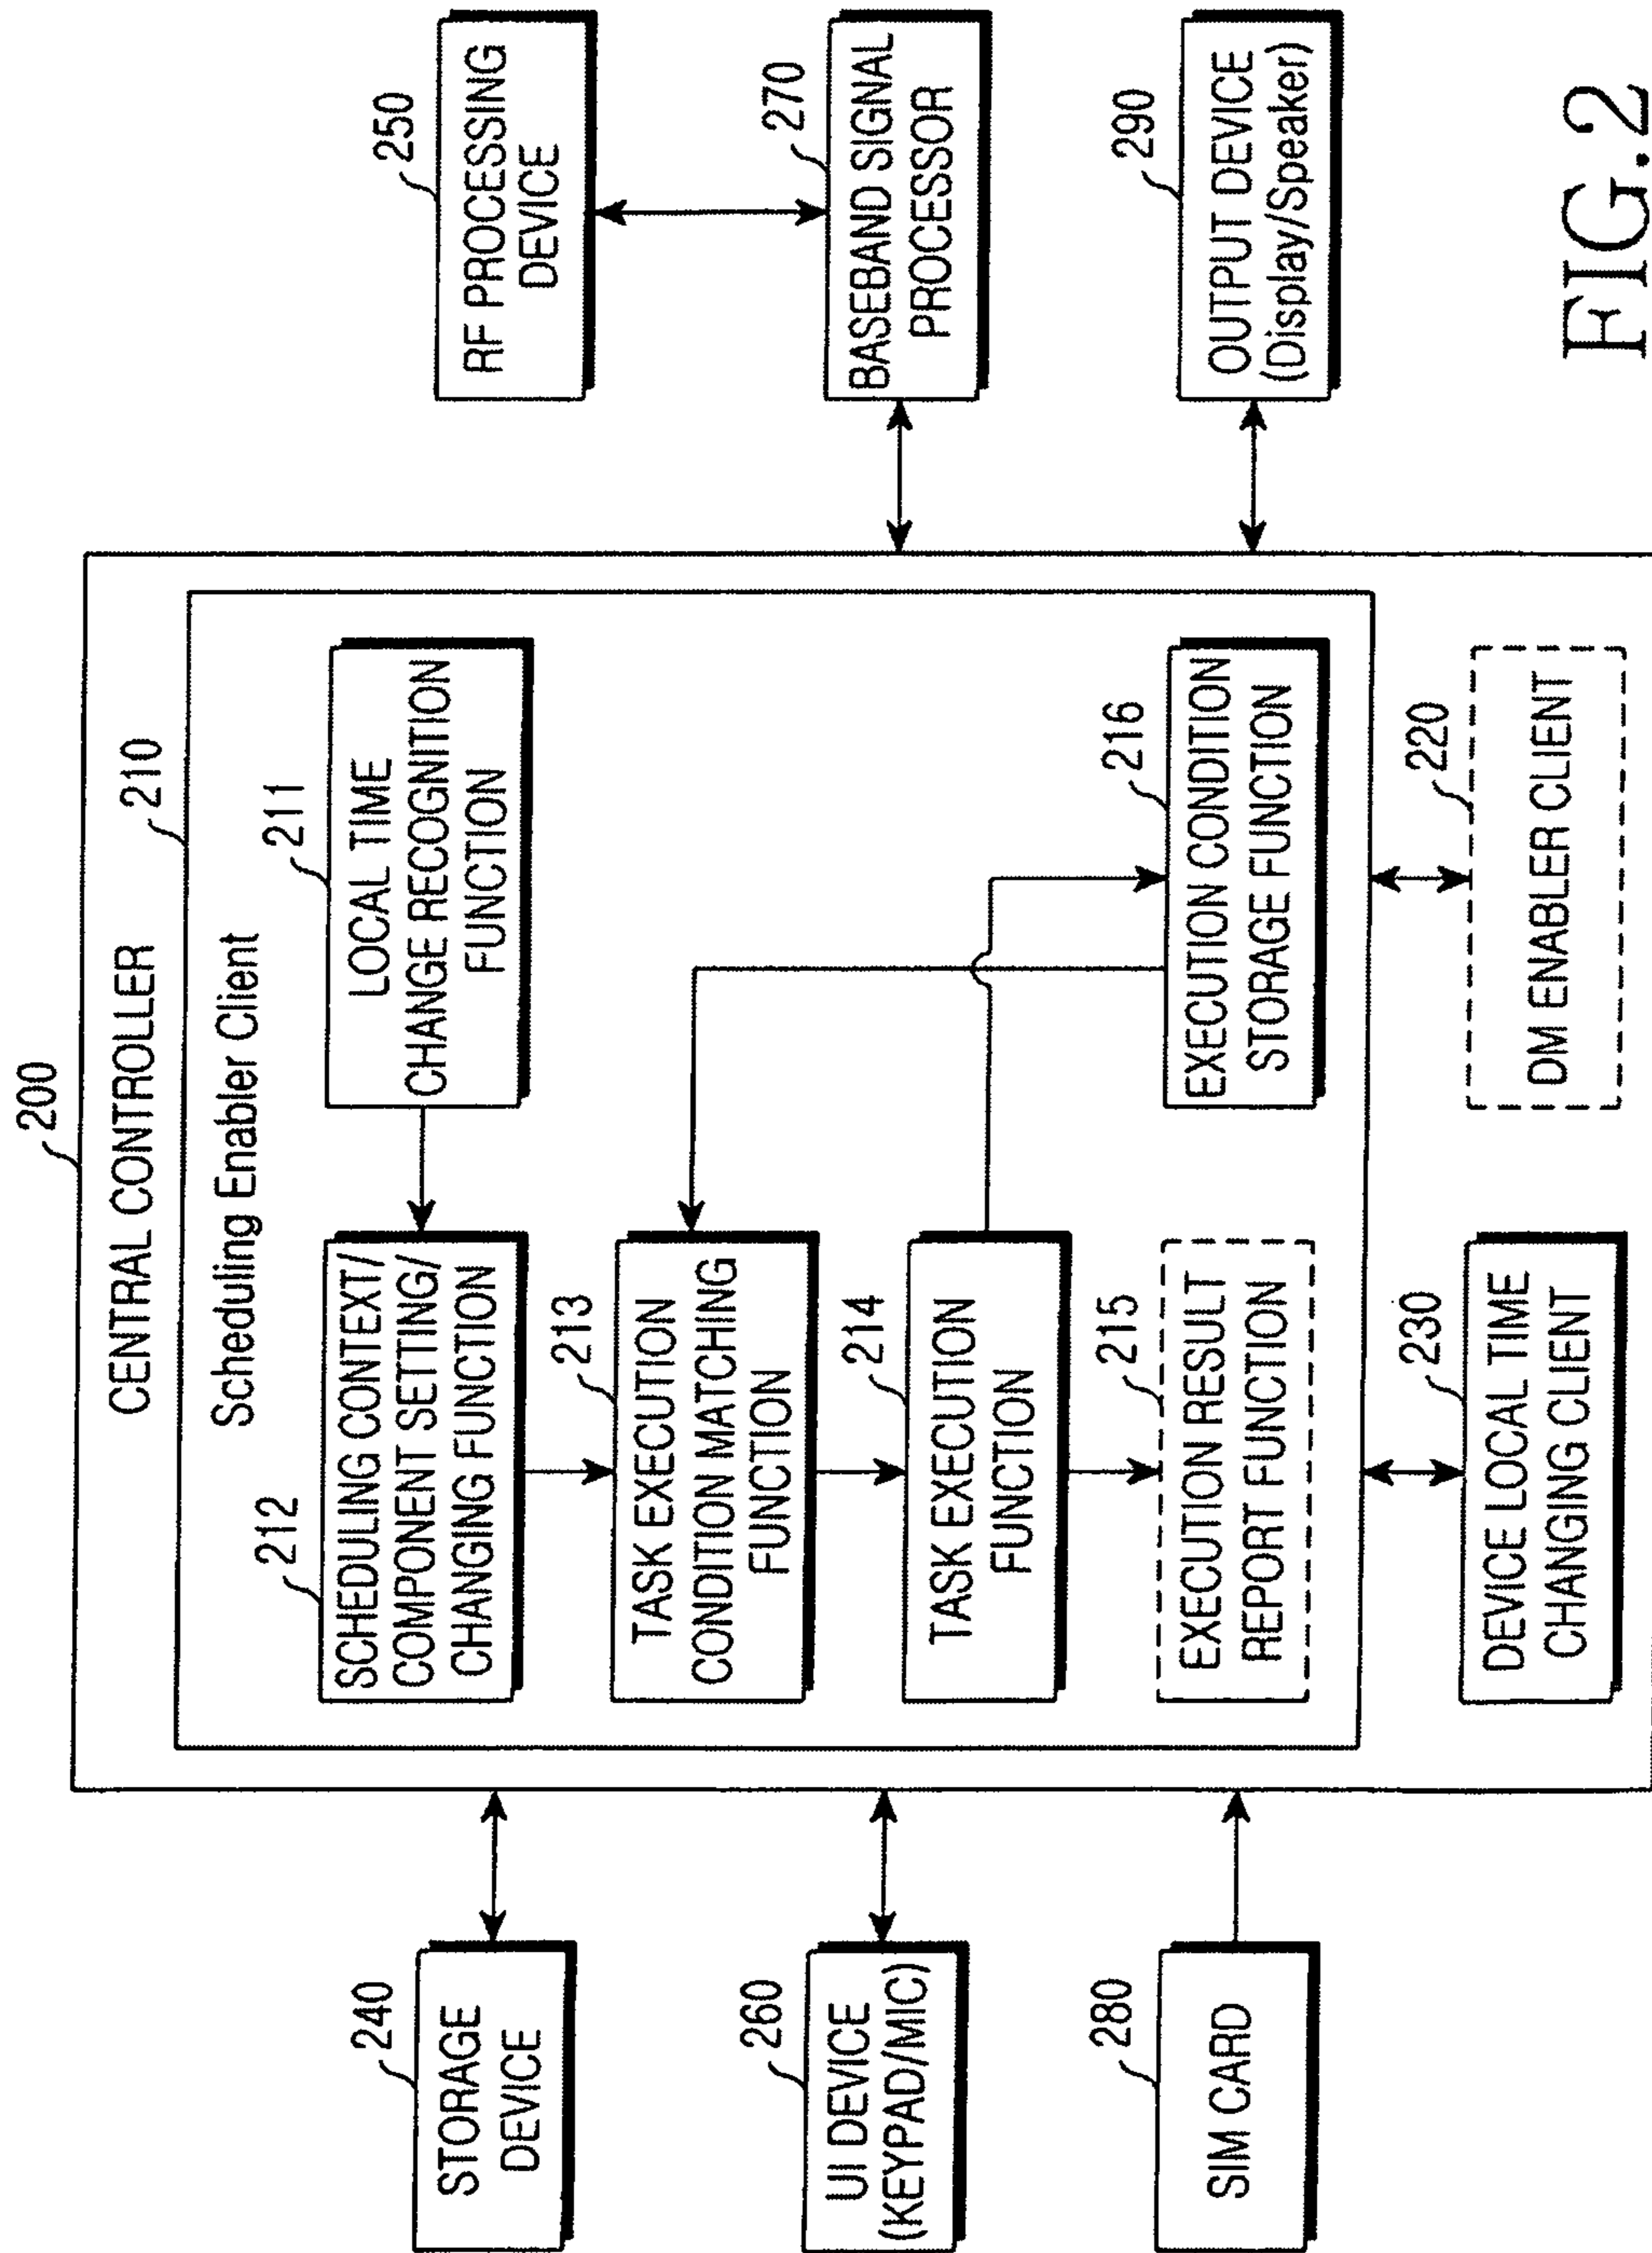 200
CENTRAL CONTROLLER
210
Scheduling Enabler Client
240
STORAGE
DEVICE
260
UI DEVICE
(KEYPAD/MIC)
280
SIM CARD
212
SCHEDULING CONTEXT/
COMPONENT SETTING/
CHANGING FUNCTION
213
TASK EXECUTION
CONDITION MATCHING
FUNCTION
214
TASK EXECUTION
FUNCTION
215
EXECUTION RESULT
REPORT FUNCTION
230
DEVICE LOCAL TIME
CHANGING CLIENT
211
LOCAL TIME
CHANGE RECOGNITION
FUNCTION
216
EXECUTION CONDITION
STORAGE FUNCTION
220
DM ENABLER CLIENT
250
RF PROCESSING
DEVICE
270
BASEBAND SIGNAL
PROCESSOR
290
OUTPUT DEVICE
(Display/Speaker)
FIG.2